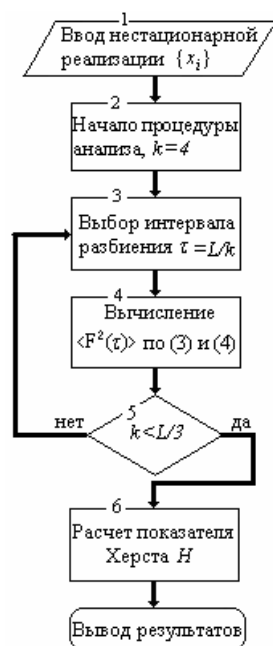 1
Ввод нестационарной
реализации {xᵢ}
2
Начало процедуры
анализа, k=4
3
Выбор интервала
разбиения τ =L/k
4
Вычисление
⟨F²(τ)⟩ по (3) и (4)
5
нет
k<L/3
да
6
Расчет показателя
Херста H
Вывод результатов